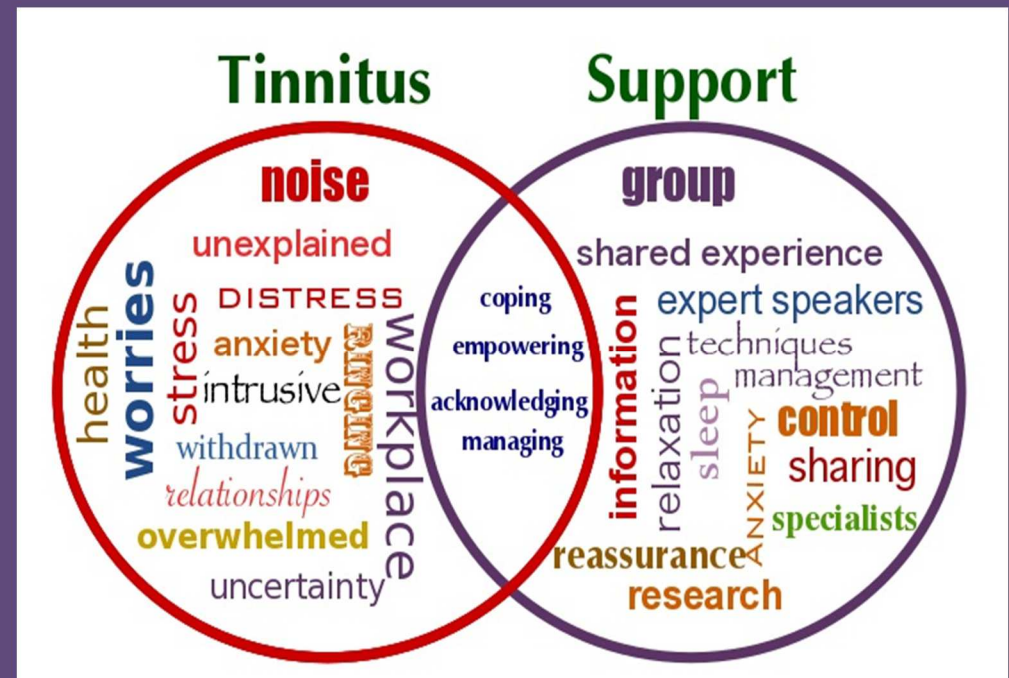 Tinnitus
Support
noise
unexplained
DISTRESS
anxiety
intrusive
withdrawn
relationships
overwhelmed
uncertainty
health
worries
stress
RINGING
workplace
coping
empowering
acknowledging
managing
group
shared experience
expert speakers
techniques
management
control
sharing
specialists
information
relaxation
sleep
ANXIETY
reassurance
research